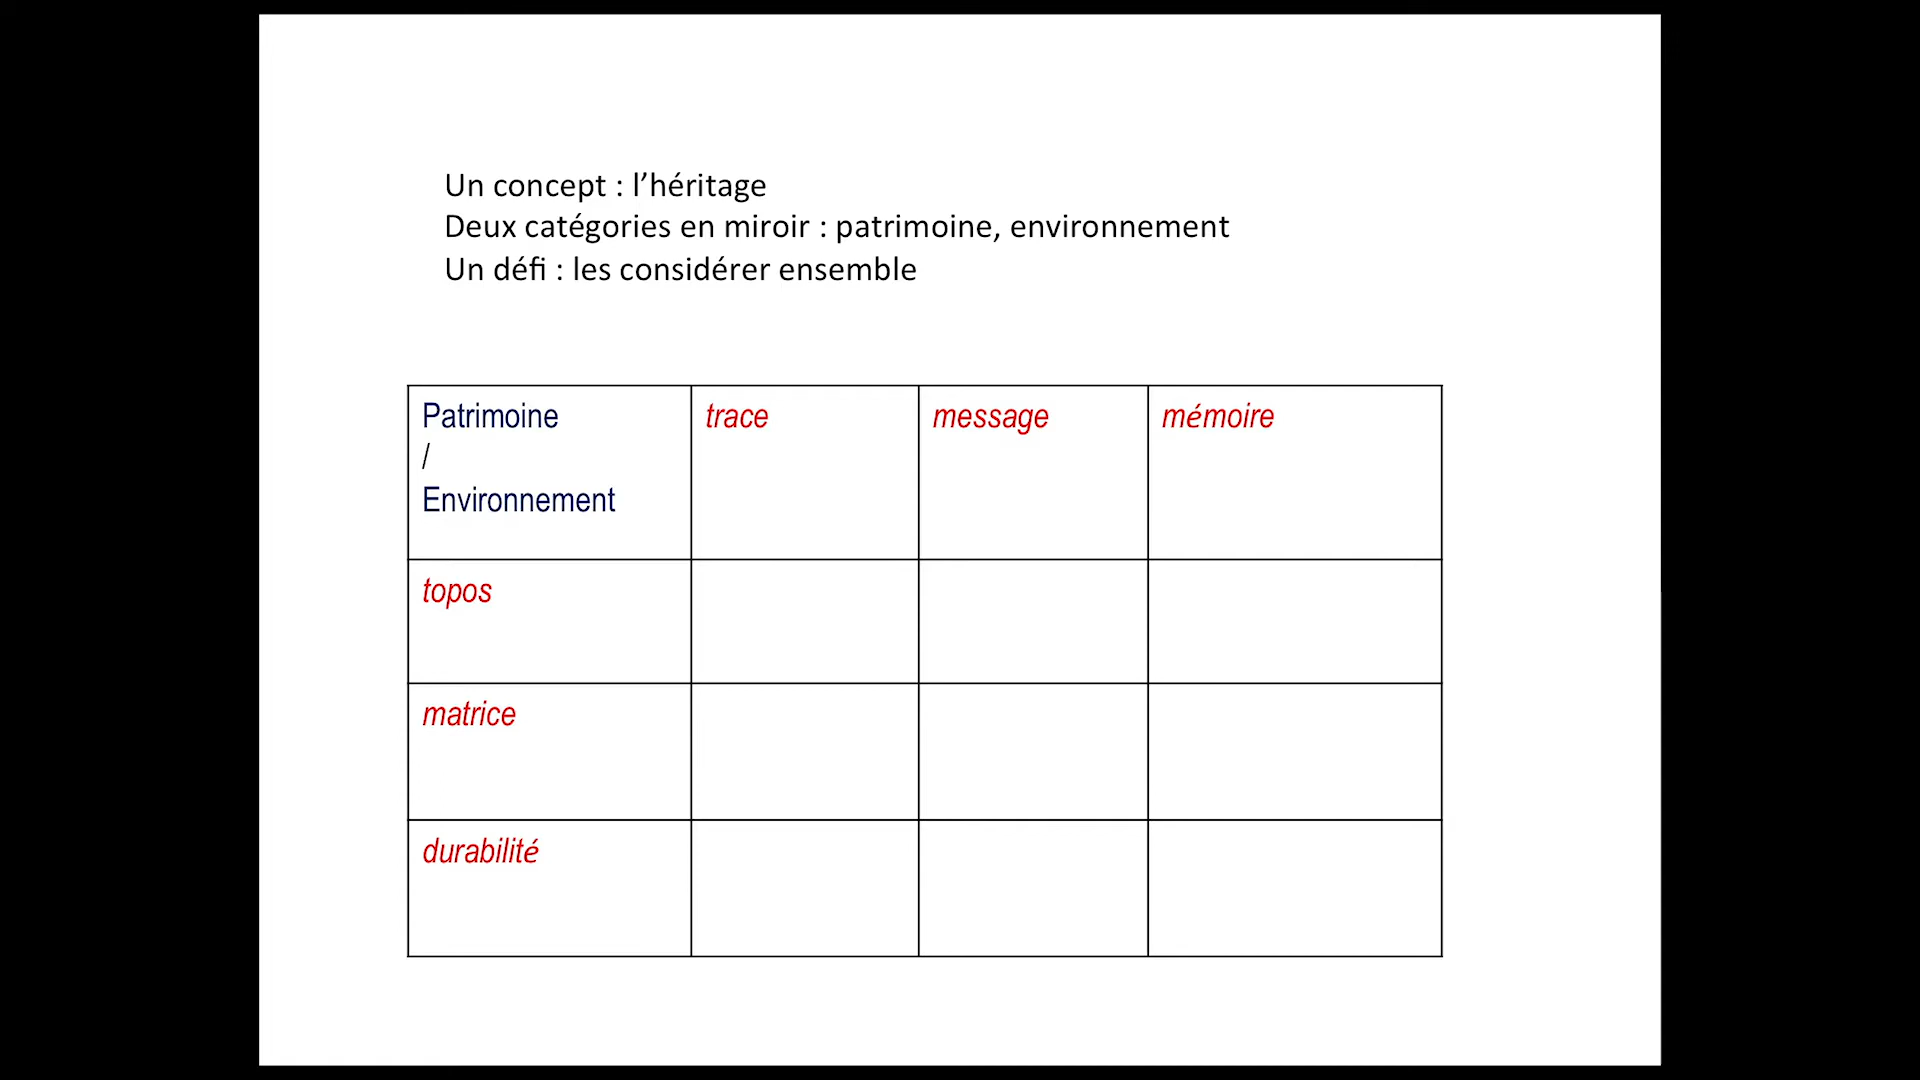 Un concept : l’héritage
Deux catégories en miroir : patrimoine, environnement
Un défi : les considérer ensemble
Patrimoine
/
Environnement
trace
message
mémoire
topos
matrice
durabilité